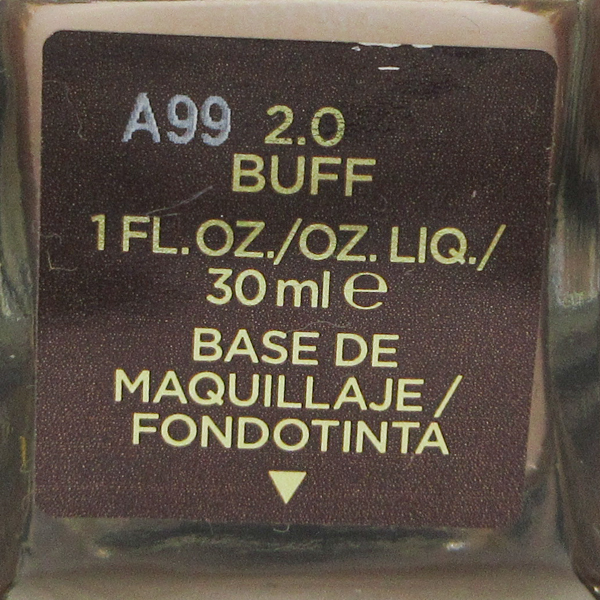 A99 2.0
BUFF
1 FL. OZ./OZ. LIQ./
30 ml ℮
BASE DE
MAQUILLAJE /
FONDOTINTA